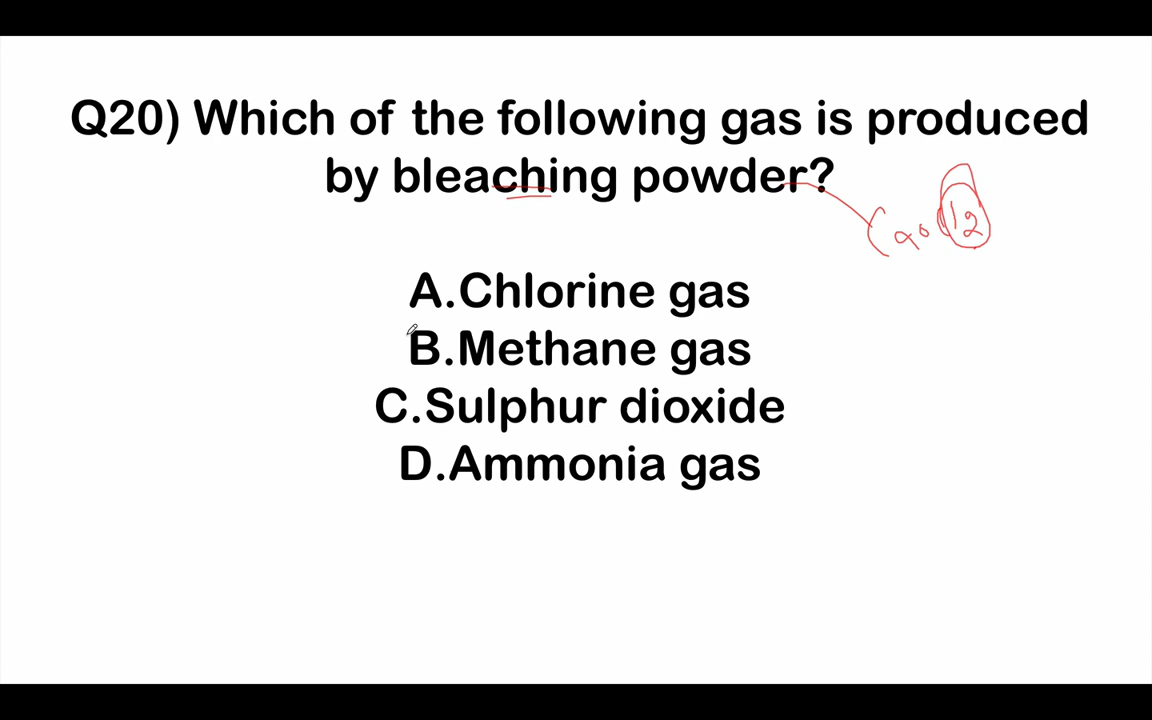 Q20) Which of the following gas is produced
by bleaching powder?
CaOCl2
A.Chlorine gas
B.Methane gas
C.Sulphur dioxide
D.Ammonia gas